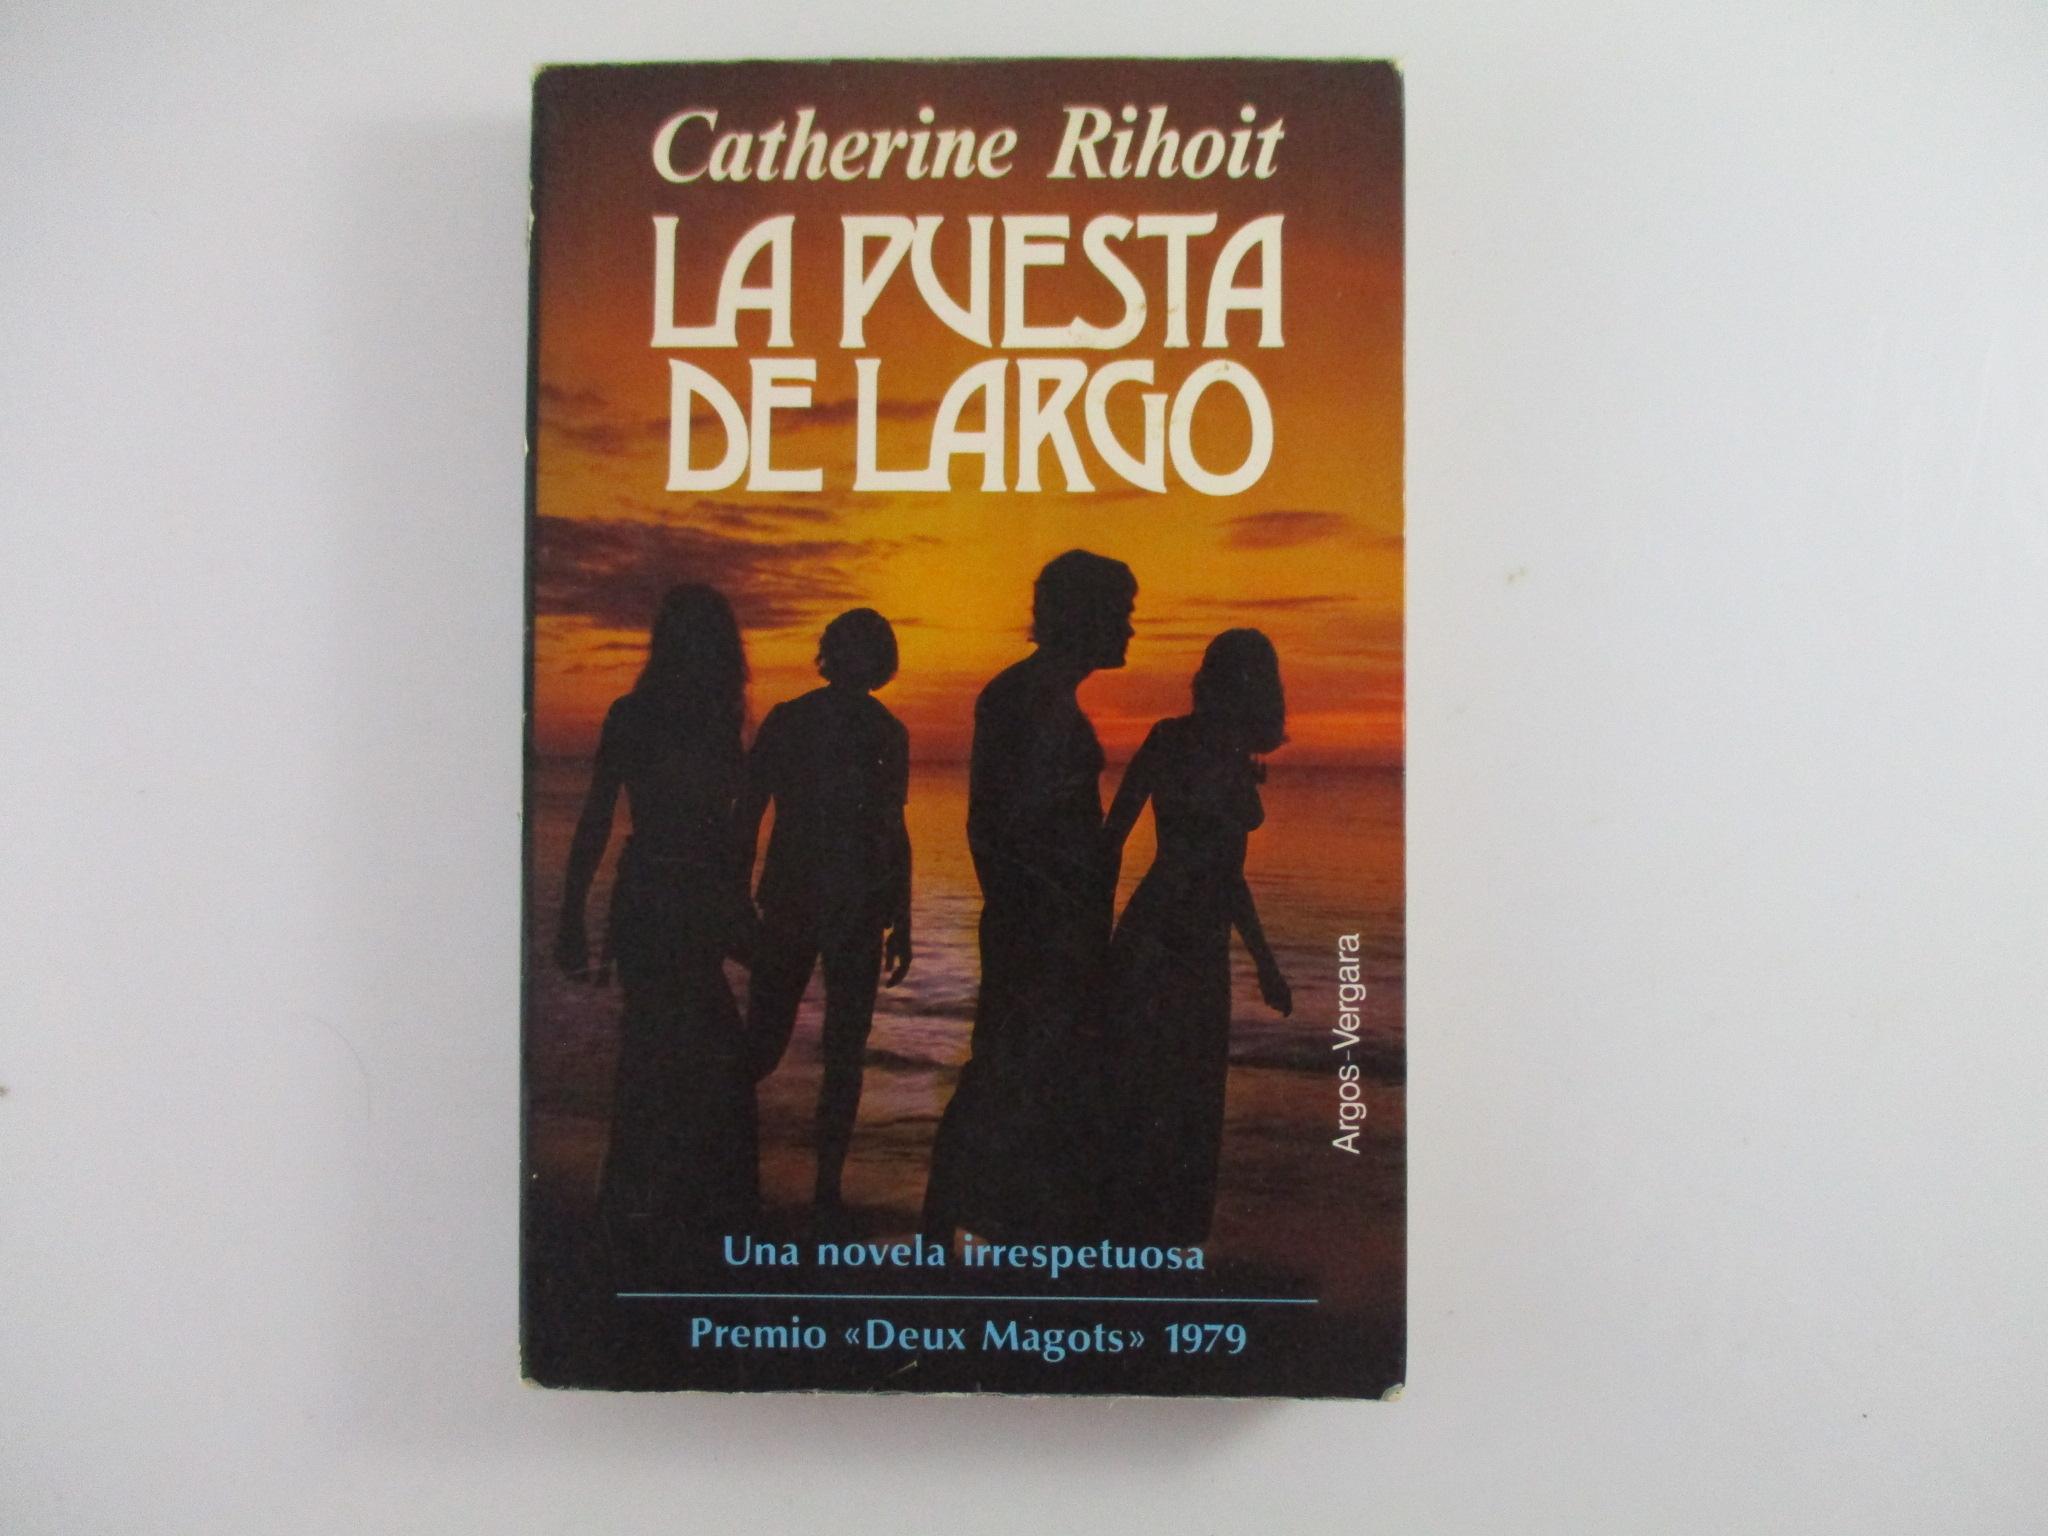 Catherine Rihoit
LA PUESTA
DE LARGO
Argos-Vergara
Una novela irrespetuosa
Premio «Deux Magots» 1979